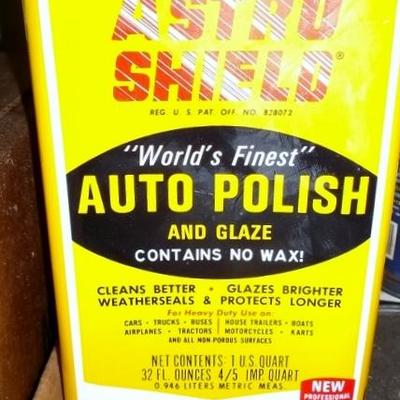 ASTRO
SHIELD®
REG. U. S. PAT. OFF. NO. 828072
"World's Finest"
AUTO POLISH
AND GLAZE
CONTAINS NO WAX!
CLEANS BETTER • GLAZES BRIGHTER
WEATHERSEALS & PROTECTS LONGER
For Heavy Duty Use on:
CARS • TRUCKS • BUSES | HOUSE TRAILERS • BOATS
AIRPLANES • TRACTORS | MOTORCYCLES • KARTS
AND ALL NON POROUS SURFACES
NET CONTENTS: 1 U.S. QUART
32 FL. OUNCES 4/5 IMP. QUART
0.946 LITERS METRIC MEAS.
NEW
PROFESSIONAL